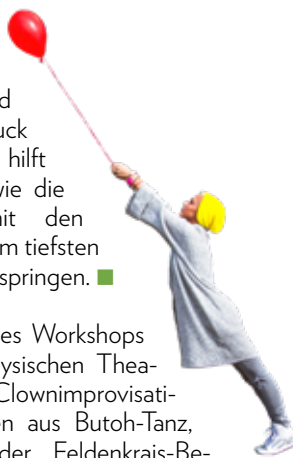 d
uck
hilft
wie die
mit den
m tiefsten
springen.
es Workshops
ysischen Thea-
Clownimprovisati-
en aus Butoh-Tanz,
der Feldenkrais-Be-